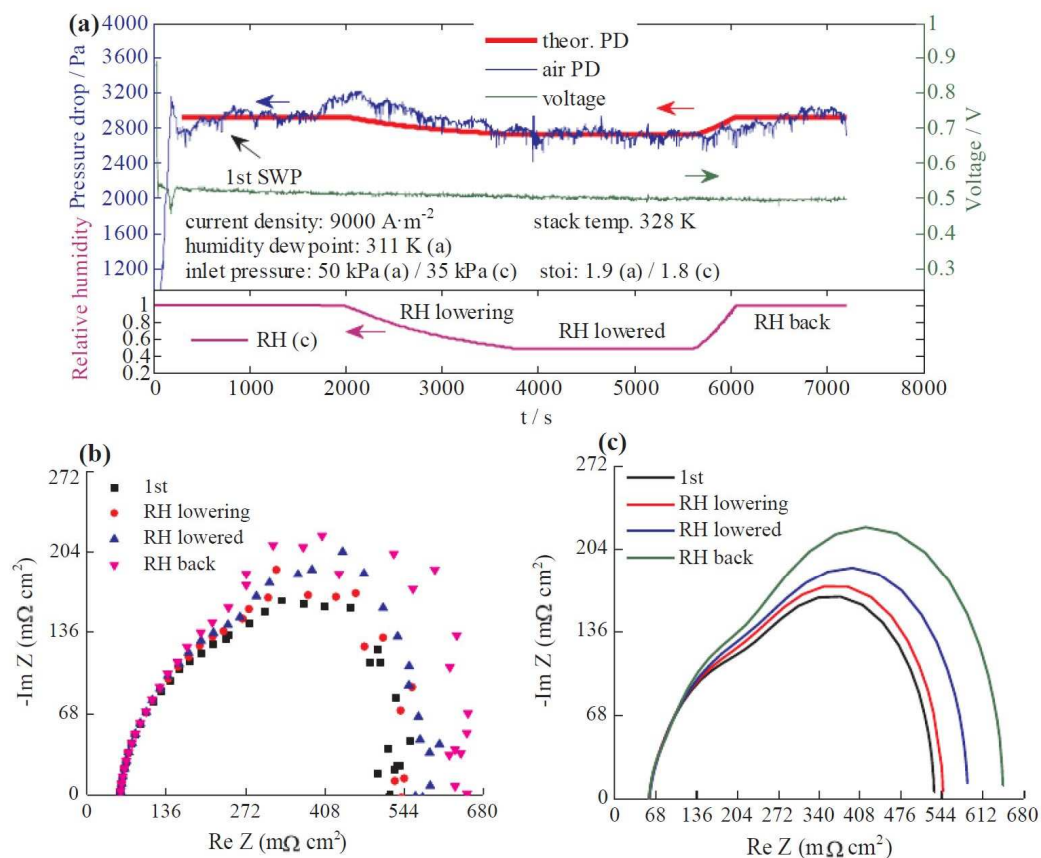 (a)
4000
3600
3200
2800
2400
2000
1600
1200
Pressure drop / Pa
theor. PD
air PD
voltage
1
0.9
0.8
0.7
0.6
0.5
0.4
0.3
Voltage / V
1st SWP
current density: 9000 A·m-2
stack temp. 328 K
humidity dew point: 311 K (a)
inlet pressure: 50 kPa (a) / 35 kPa (c)
stoi: 1.9 (a) / 1.8 (c)
Relative humidity
1
0.8
0.6
0.4
0.2
RH (c)
RH lowering
RH lowered
RH back
0 1000 2000 3000 4000 5000 6000 7000 8000
t / s
(b)
272
204
136
68
0
-Im Z (mΩ cm2)
1st
RH lowering
RH lowered
RH back
0 136 272 408 544 680
Re Z (mΩ cm2)
(c)
272
204
136
68
0
-Im Z (mΩ cm2)
1st
RH lowering
RH lowered
RH back
68 136 204 272 340 408 476 544 612 680
Re Z (mΩ cm2)